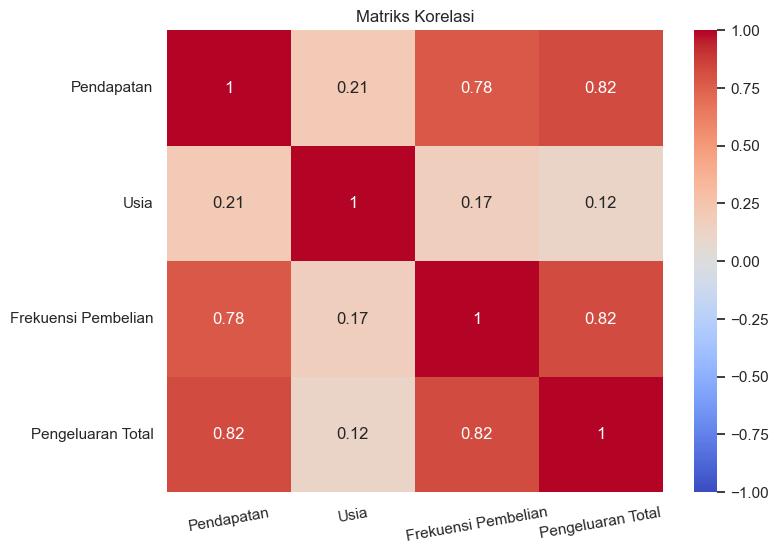 Matriks Korelasi
Pendapatan 1 0.21 0.78 0.82
Usia 0.21 1 0.17 0.12
Frekuensi Pembelian 0.78 0.17 1 0.82
Pengeluaran Total 0.82 0.12 0.82 1
Pendapatan Usia Frekuensi Pembelian Pengeluaran Total
1.00
0.75
0.50
0.25
0.00
−0.25
−0.50
−0.75
−1.00